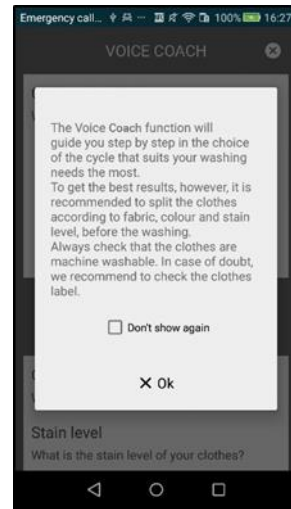 Emergency call... 100% 16:27
VOICE COACH
The Voice Coach function will
guide you step by step in the choice
of the cycle that suits your washing
needs the most.
To get the best results, however, it is
recommended to split the clothes
according to fabric, colour and stain
level, before the washing.
Always check that the clothes are
machine washable. In case of doubt,
we recommend to check the clothes
label.
Don't show again
Ok
Stain level
What is the stain level of your clothes?